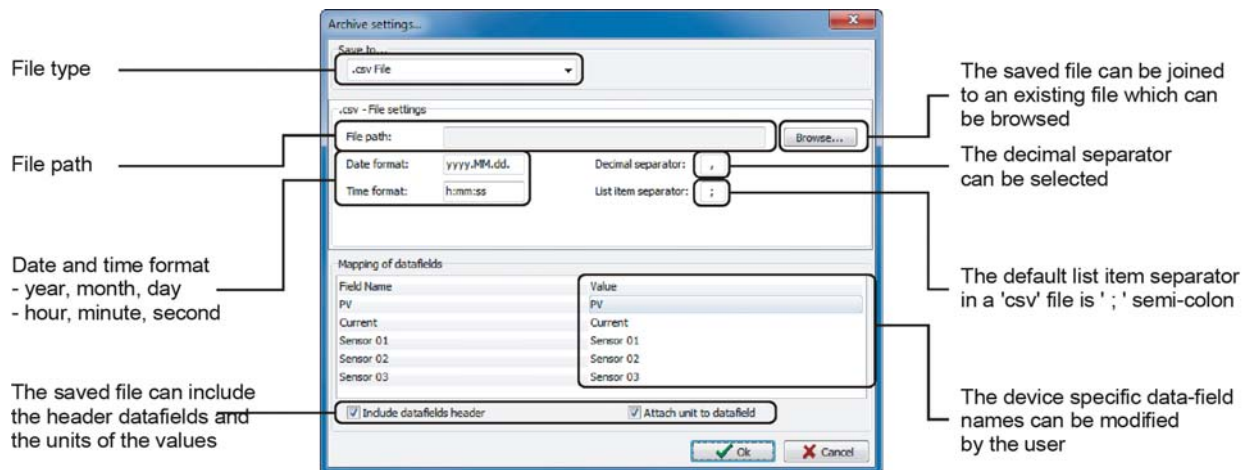 Archive settings...
Save to...
.csv File
.csv - File settings
File path:
Browse...
Date format:
yyyy.MM.dd.
Decimal separator:
,
Time format:
h:mm:ss
List item separator:
;
Mapping of datafields
Field Name
Value
PV
PV
Current
Current
Sensor 01
Sensor 01
Sensor 02
Sensor 02
Sensor 03
Sensor 03
Include datafields header
Attach unit to datafield
Ok
Cancel
File type
File path
Date and time format
- year, month, day
- hour, minute, second
The saved file can include
the header datafields and
the units of the values
The saved file can be joined
to an existing file which can
be browsed
The decimal separator
can be selected
The default list item separator
in a 'csv' file is ' ; ' semi-colon
The device specific data-field
names can be modified
by the user